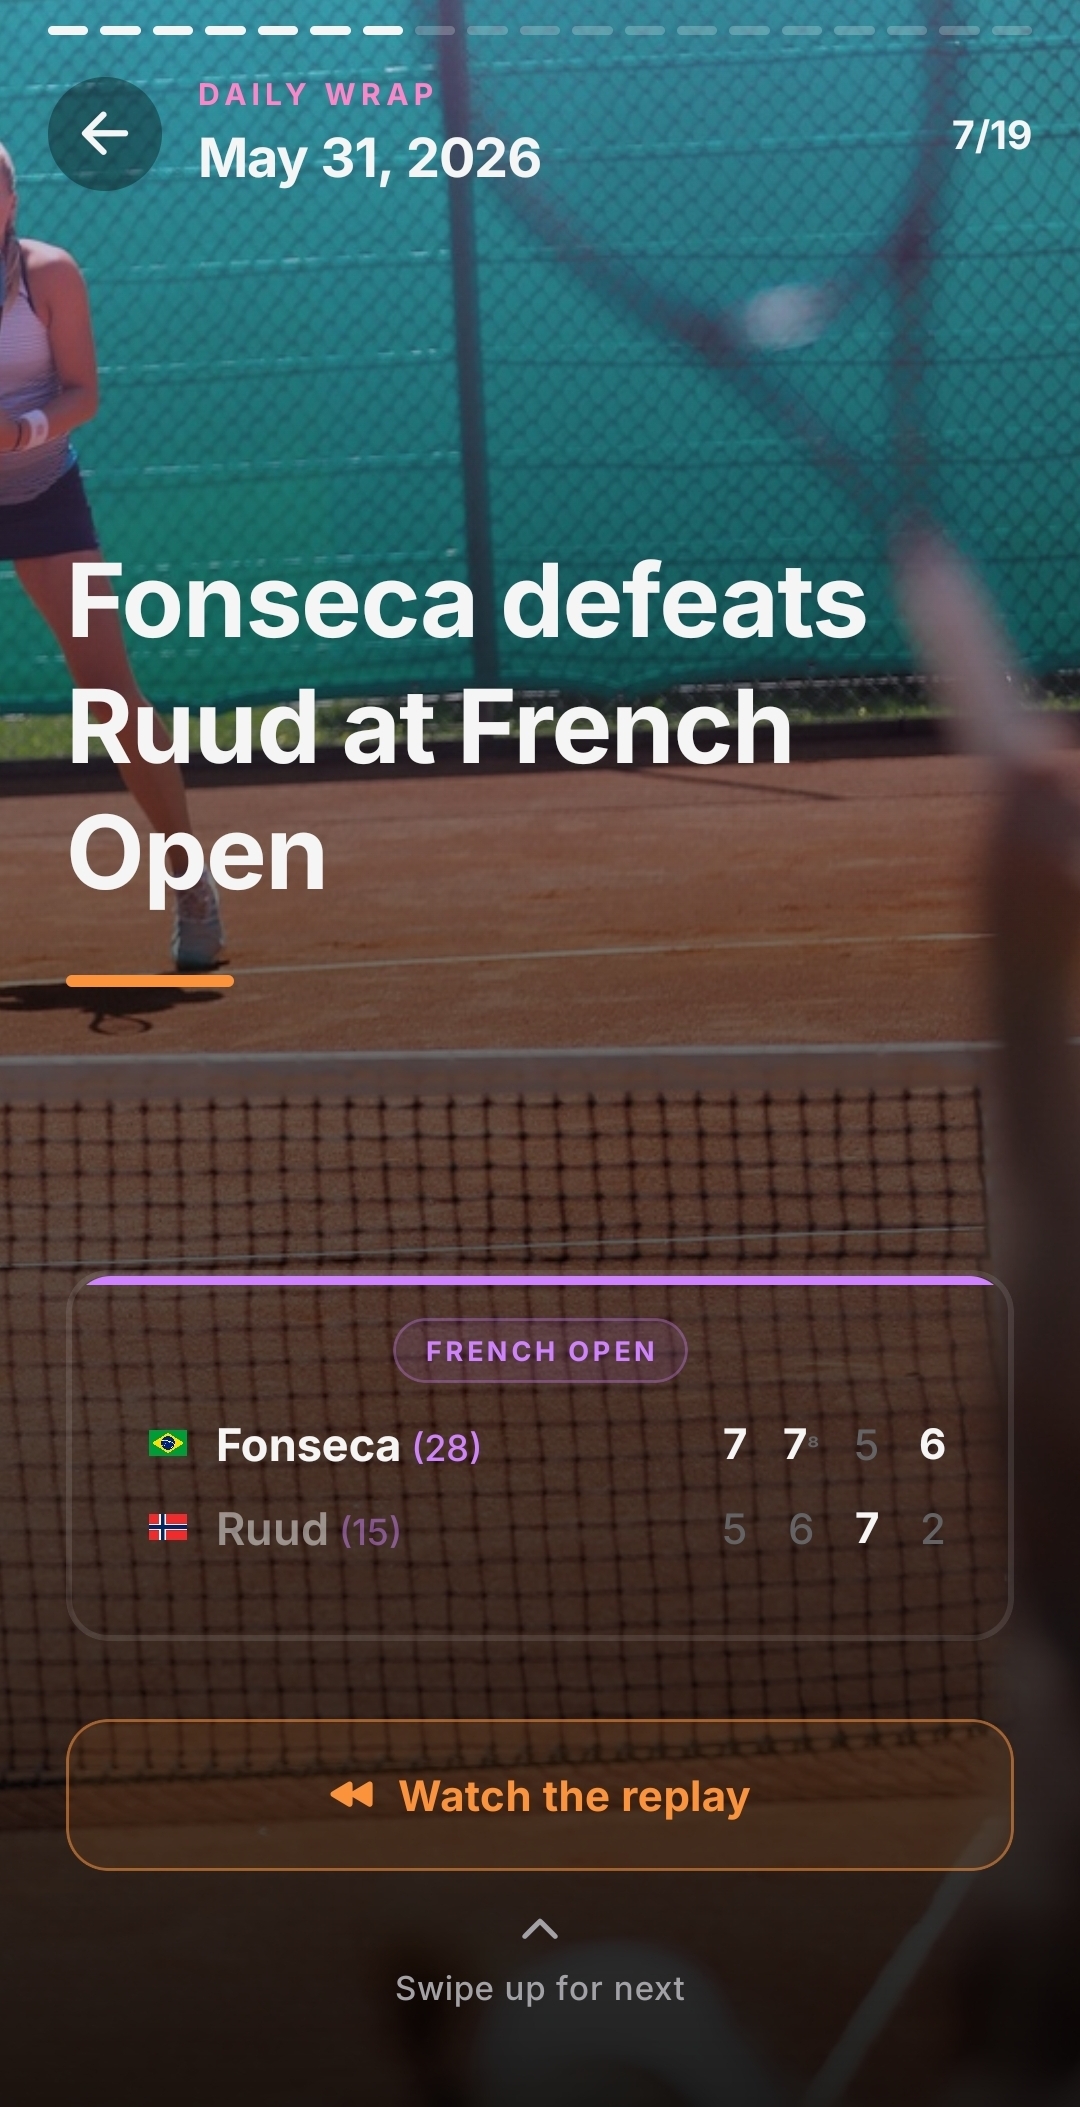 DAILY WRAP
May 31, 2026
7/19
Fonseca defeats
Ruud at French
Open
FRENCH OPEN
Fonseca (28) 7 7 8 5 6
Ruud (15) 5 6 7 2
Watch the replay
Swipe up for next